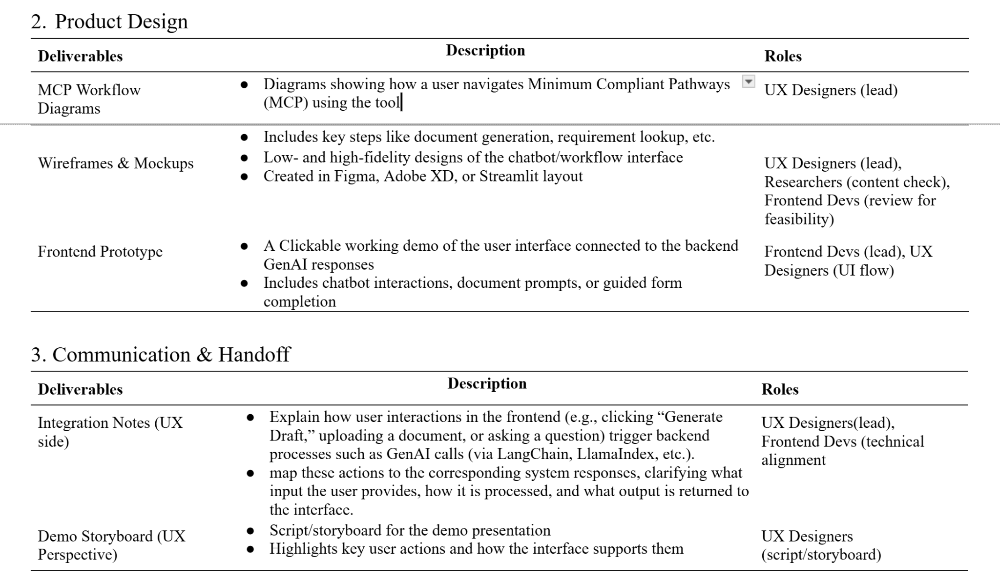 2. Product Design
Deliverables Description Roles
MCP Workflow Diagrams
● Diagrams showing how a user navigates Minimum Compliant Pathways
(MCP) using the tool
UX Designers (lead)
● Includes key steps like document generation, requirement lookup, etc.
Wireframes & Mockups
● Low- and high-fidelity designs of the chatbot/workflow interface
● Created in Figma, Adobe XD, or Streamlit layout
UX Designers (lead),
Researchers (content check),
Frontend Devs (review for
feasibility)
Frontend Prototype
● A Clickable working demo of the user interface connected to the backend
GenAI responses
● Includes chatbot interactions, document prompts, or guided form
completion
Frontend Devs (lead), UX
Designers (UI flow)
3. Communication & Handoff
Deliverables Description Roles
Integration Notes (UX
side)
● Explain how user interactions in the frontend (e.g., clicking “Generate
Draft,” uploading a document, or asking a question) trigger backend
processes such as GenAI calls (via LangChain, LlamaIndex, etc.).
● map these actions to the corresponding system responses, clarifying what
input the user provides, how it is processed, and what output is returned to
the interface.
UX Designers(lead),
Frontend Devs (technical
alignment
Demo Storyboard (UX
Perspective)
● Script/storyboard for the demo presentation
● Highlights key user actions and how the interface supports them
UX Designers
(script/storyboard)